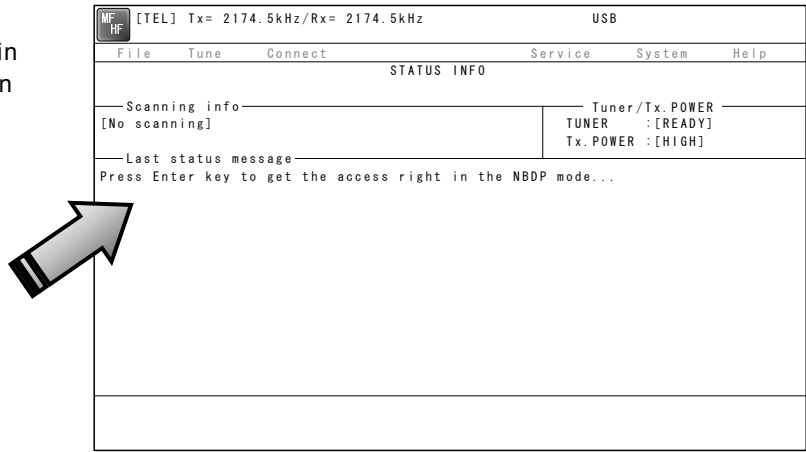 in
n
MF
HF
[TEL] Tx= 2174.5kHz/Rx= 2174.5kHz USB
File Tune Connect Service System Help
STATUS INFO
Scanning info
[No scanning]
Tuner/Tx.POWER
TUNER :[READY]
Tx.POWER :[HIGH]
Last status message
Press Enter key to get the access right in the NBDP mode...